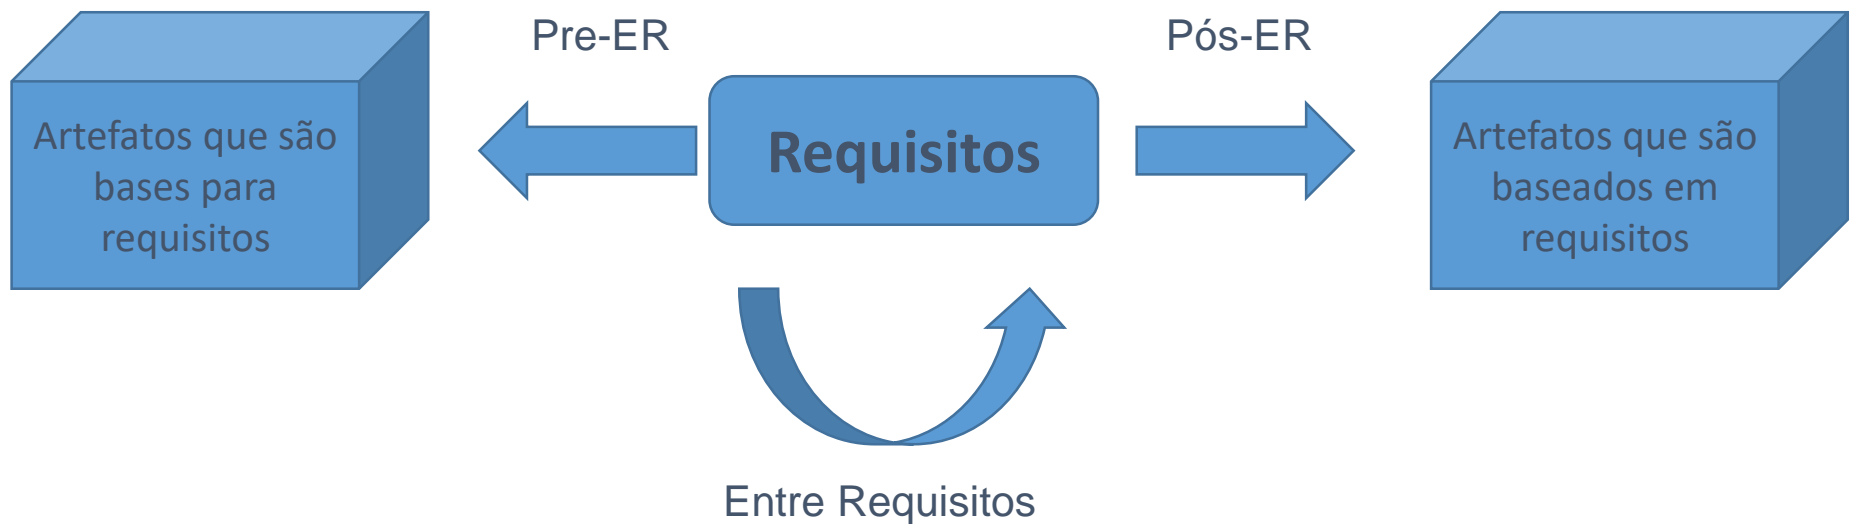 Pre-ER
Pós-ER
Artefatos que são
bases para
requisitos
Requisitos
Artefatos que são
baseados em
requisitos
Entre Requisitos